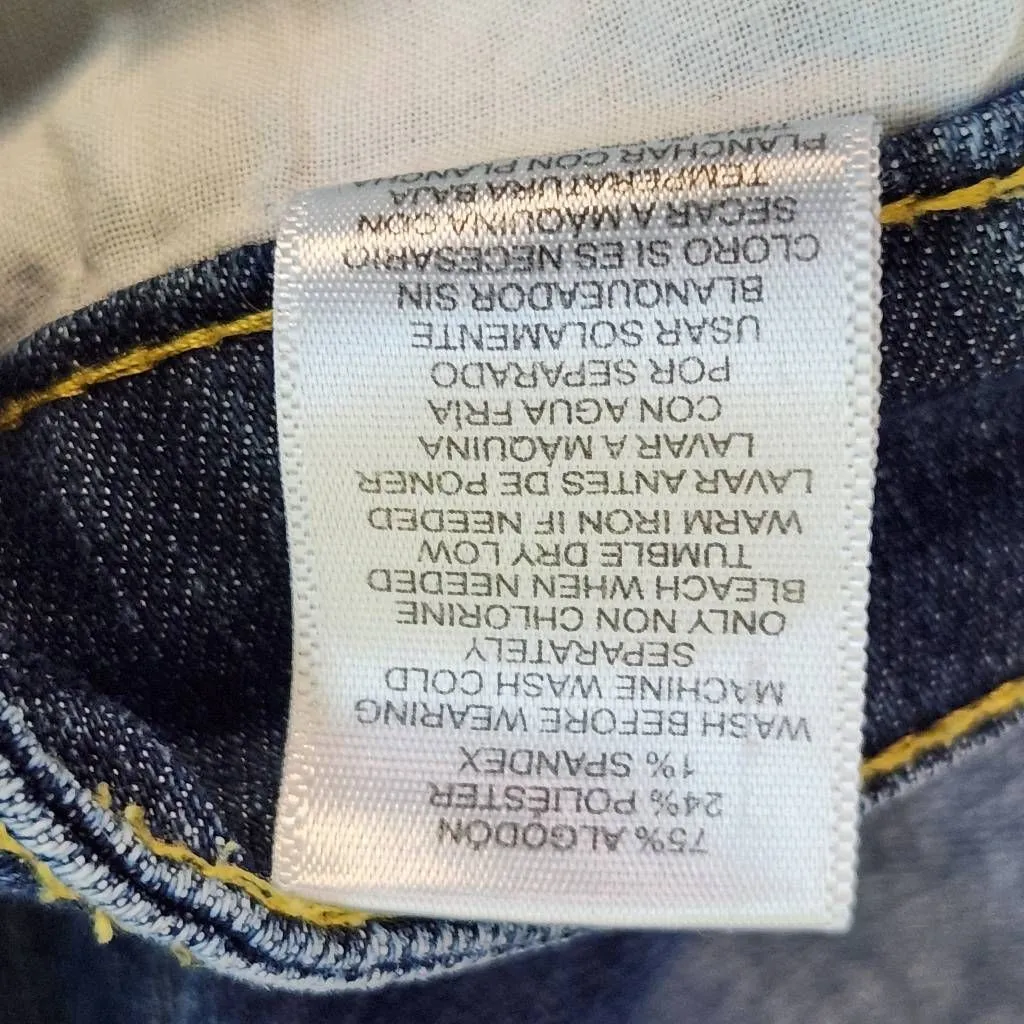 75% ALGODÓN
24% POLIÉSTER
1% SPANDEX
WASH BEFORE WEARING
MACHINE WASH COLD
SEPARATELY
ONLY NON CHLORINE
BLEACH WHEN NEEDED
TUMBLE DRY LOW
WARM IRON IF NEEDED
LAVAR ANTES DE PONER
LAVAR A MÁQUINA
CON AGUA FRÍA
POR SEPARADO
USAR SOLAMENTE
BLANQUEADOR SIN
CLORO SI ES NECESARIO
SECAR A MÁQUINA CON
TEMPERATURA BAJA
PLANCHAR CON PLANCHA